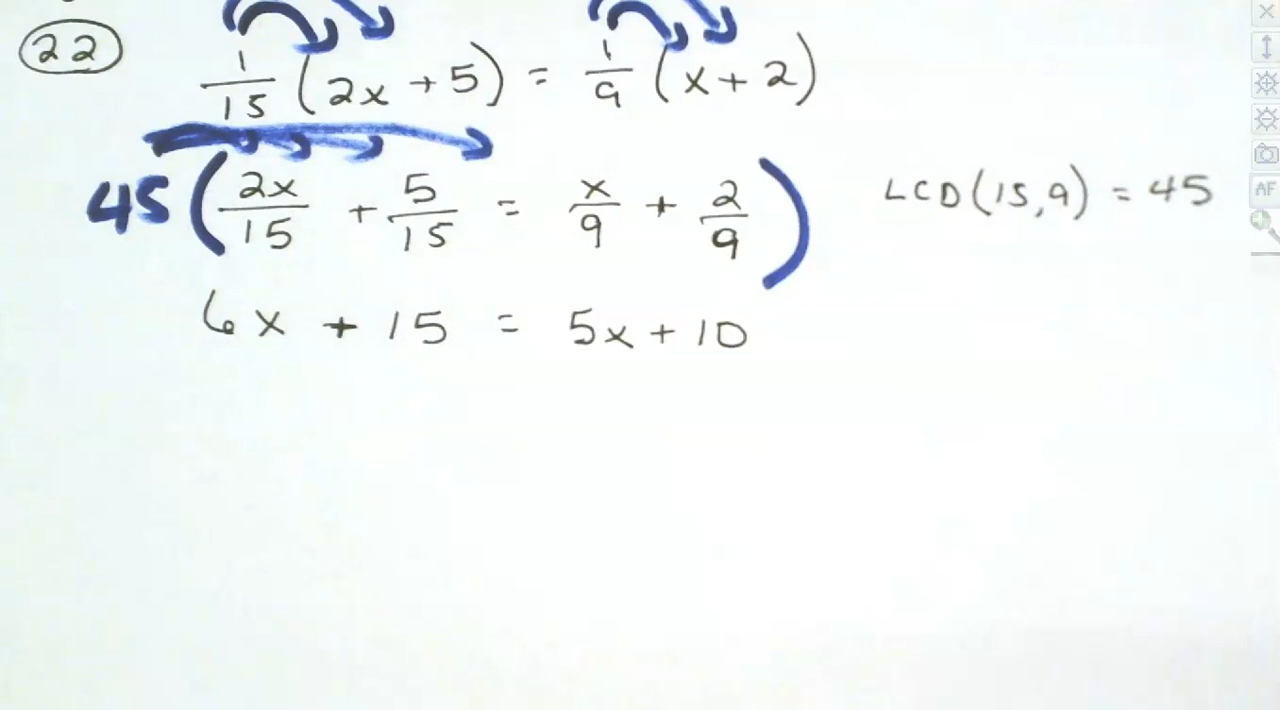 22
1/15 (2x + 5) = 1/9 (x + 2)
45 (2x/15 + 5/15 = x/9 + 2/9)
LCD(15,9) = 45
6x + 15 = 5x + 10
AF